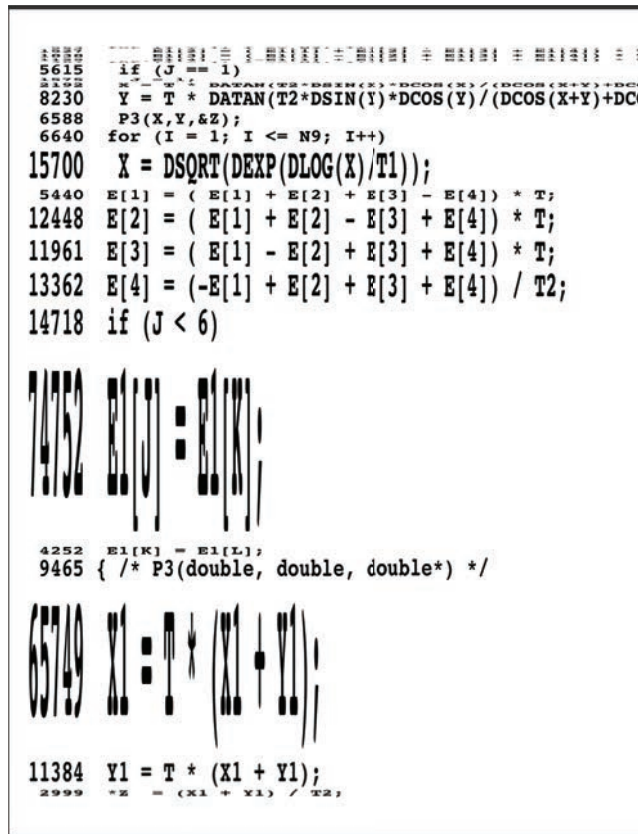 5615 if (J == 1)
8230 Y = T * DATAN(T2*DSIN(Y)*DCOS(Y)/(DCOS(X+Y)+DC
6588 P3(X,Y,&Z);
6640 for (I = 1; I <= N9; I++)
15700 X = DSQRT(DEXP(DLOG(X)/T1));
5440 E[1] = ( E[1] + E[2] + E[3] - E[4]) * T;
12448 E[2] = ( E[1] + E[2] - E[3] + E[4]) * T;
11961 E[3] = ( E[1] - E[2] + E[3] + E[4]) * T;
13362 E[4] = (-E[1] + E[2] + E[3] + E[4]) / T2;
14718 if (J < 6)
74752 E1[J] = E1[K];
4252 E1[K] = E1[L];
9465 { /* P3(double, double, double*) */
65749 X1 = T * (X1 + Y1);
11384 Y1 = T * (X1 + Y1);
2999 *Z = (X1 + Y1) / T2;